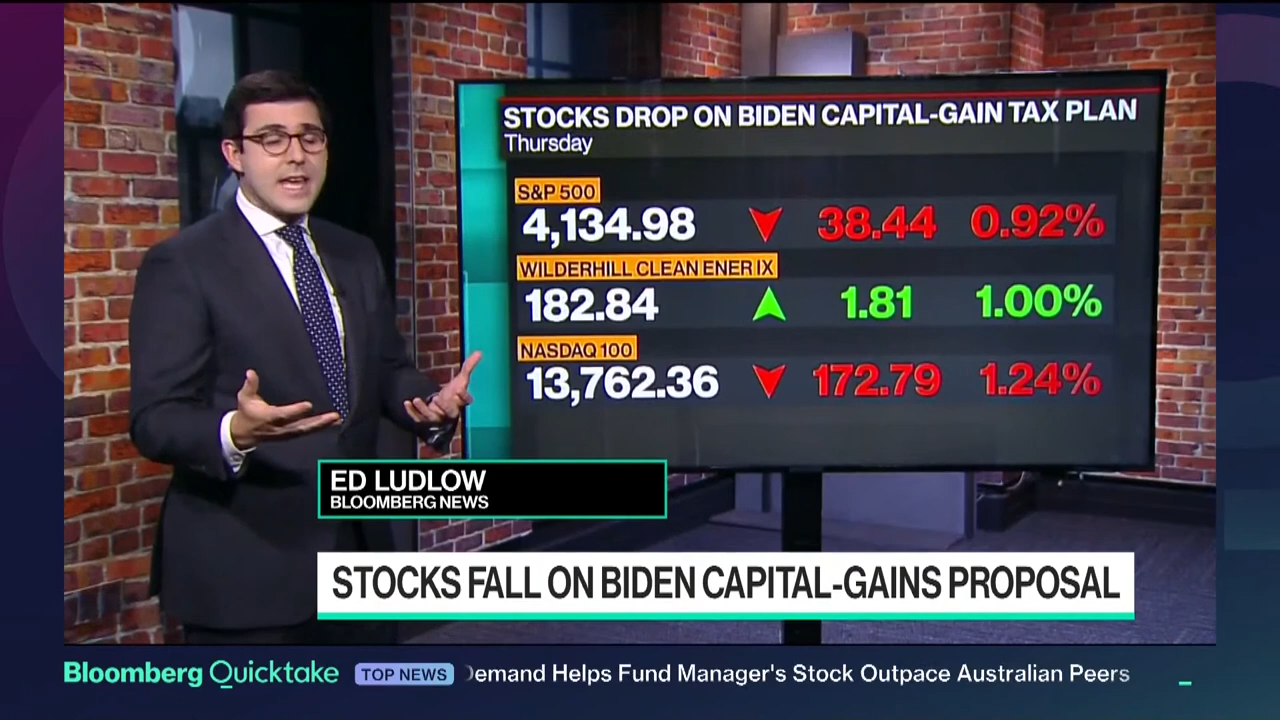 STOCKS DROP ON BIDEN CAPITAL-GAIN TAX PLAN
Thursday
S&P 500
4,134.98 38.44 0.92%
WILDERHILL CLEAN ENER IX
182.84 1.81 1.00%
NASDAQ 100
13,762.36 172.79 1.24%
ED LUDLOW
BLOOMBERG NEWS
STOCKS FALL ON BIDEN CAPITAL-GAINS PROPOSAL
Bloomberg Quicktake TOP NEWS Demand Helps Fund Manager's Stock Outpace Australian Peers